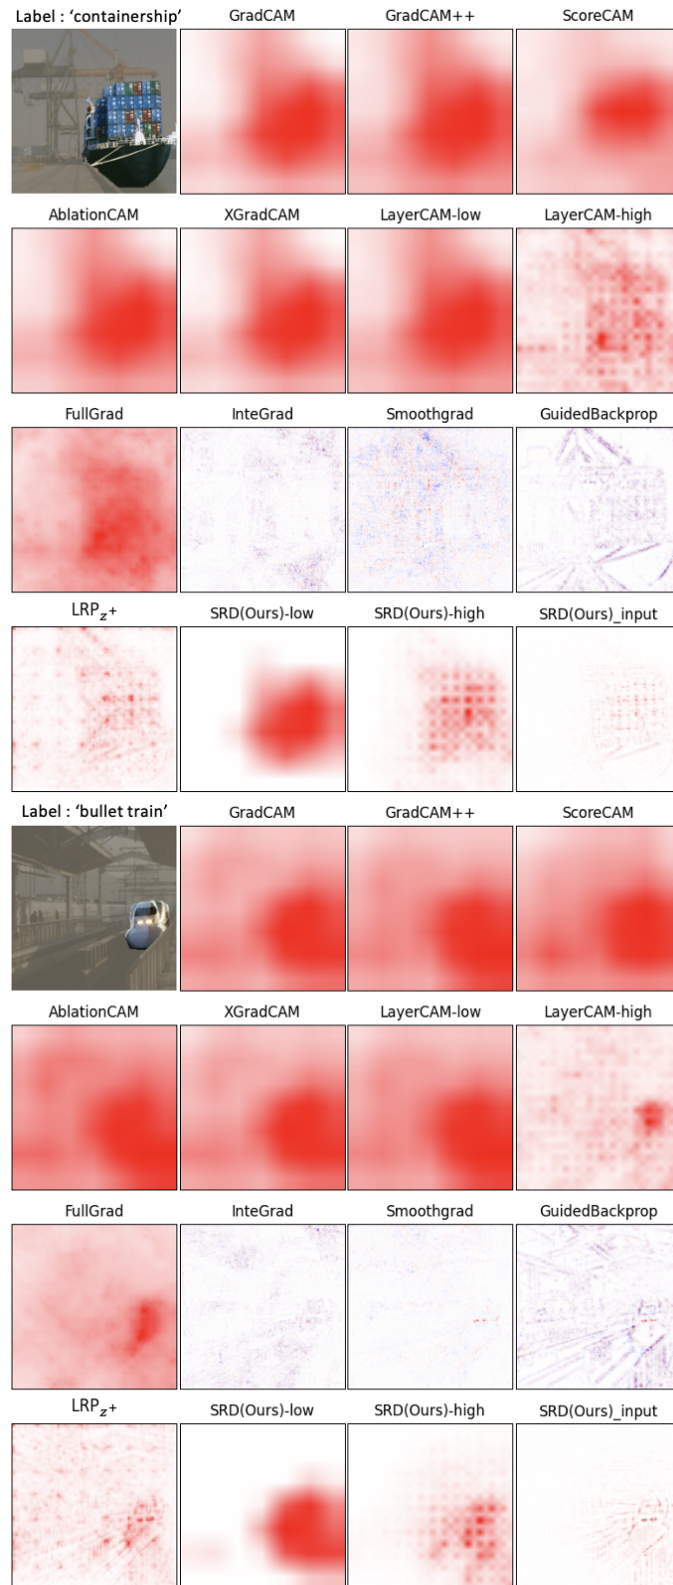 Label : ‘containership’ GradCAM GradCAM++ ScoreCAM
AblationCAM XGradCAM LayerCAM-low LayerCAM-high
FullGrad InteGrad Smoothgrad GuidedBackprop
LRPz+ SRD(Ours)-low SRD(Ours)-high SRD(Ours)_input
Label : ‘bullet train’ GradCAM GradCAM++ ScoreCAM
AblationCAM XGradCAM LayerCAM-low LayerCAM-high
FullGrad InteGrad Smoothgrad GuidedBackprop
LRPz+ SRD(Ours)-low SRD(Ours)-high SRD(Ours)_input